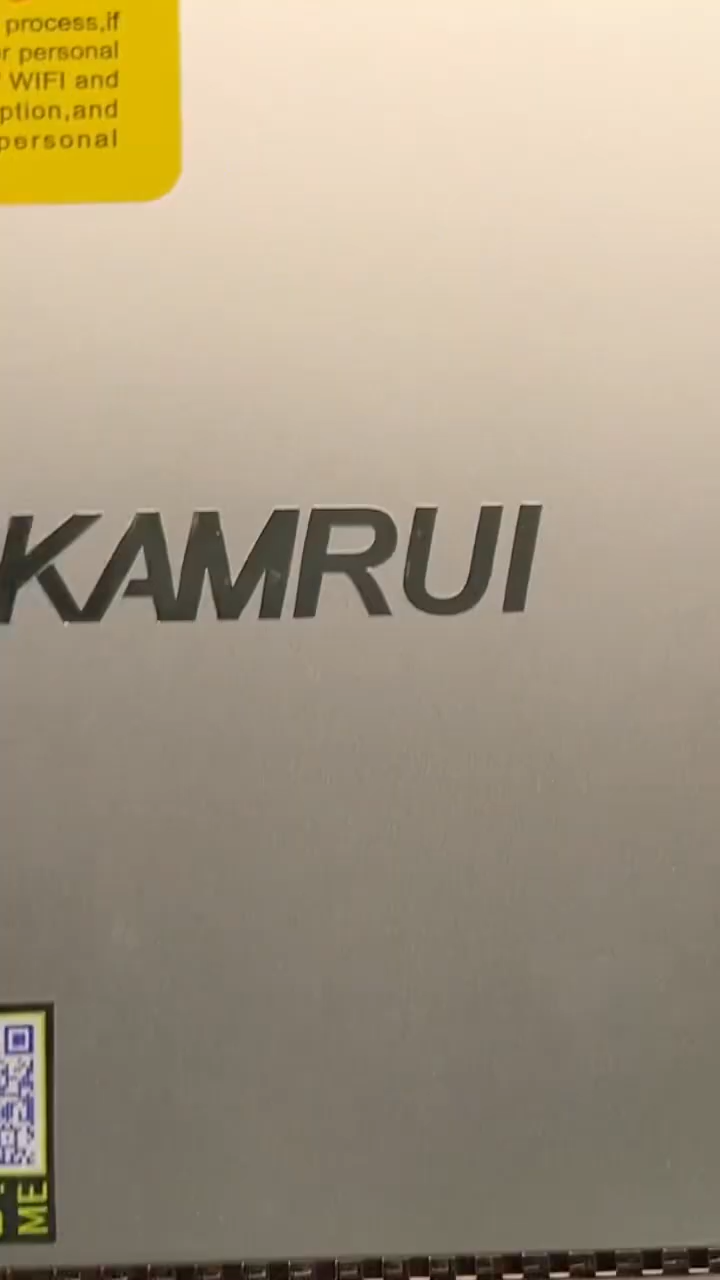 process,if
r personal
WIFI and
ption,and
personal
KAMRUI
ME